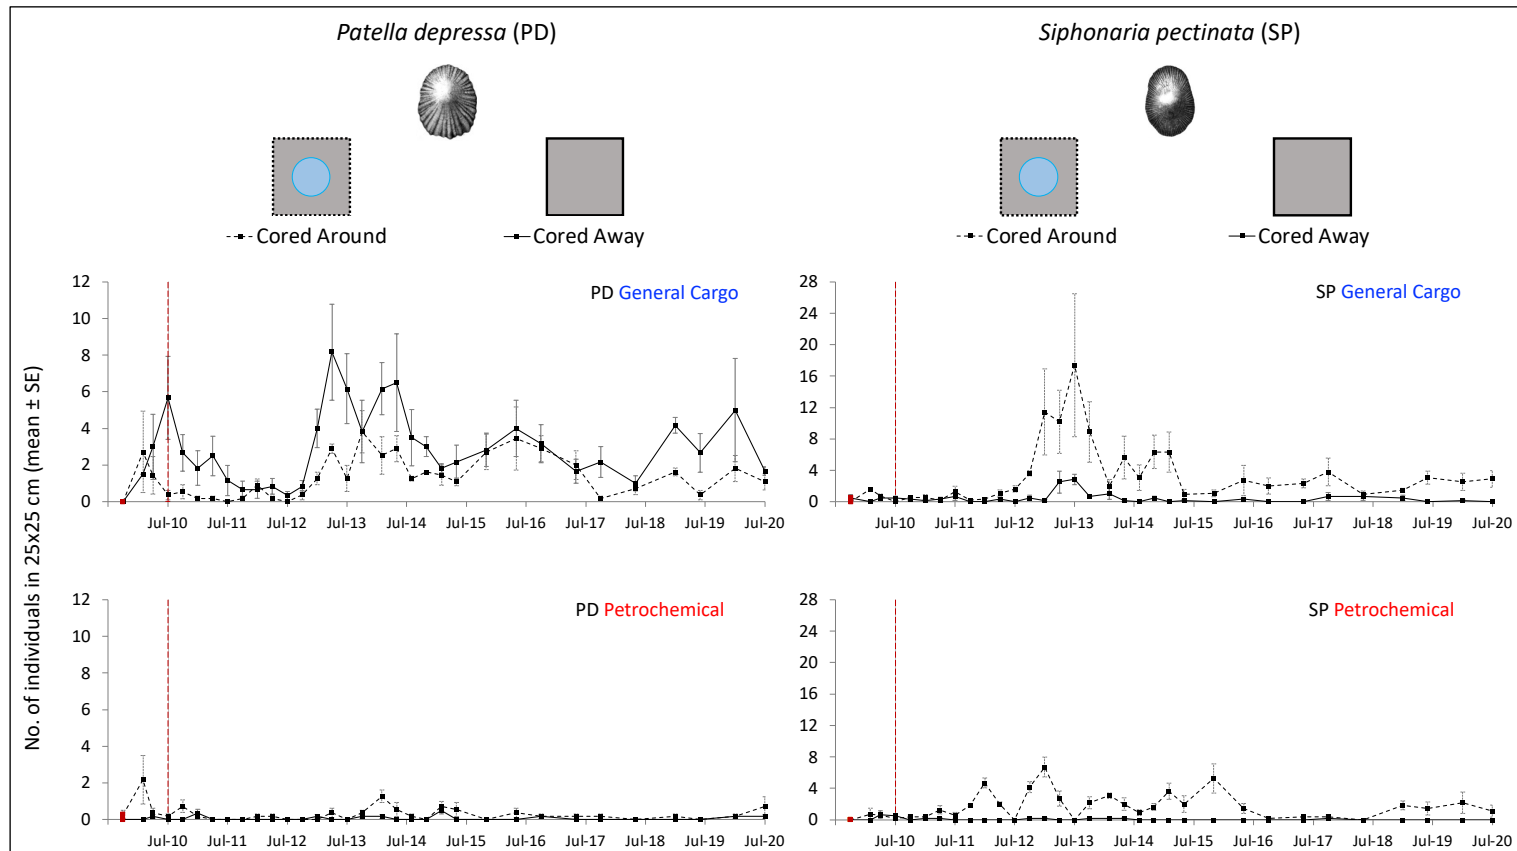 Patella depressa (PD)
Siphonaria pectinata (SP)
Cored Around
Cored Away
Cored Around
Cored Away
No. of individuals in 25x25 cm (mean ± SE)
PD General Cargo
12
10
8
6
4
2
0
Jul-10 Jul-11 Jul-12 Jul-13 Jul-14 Jul-15 Jul-16 Jul-17 Jul-18 Jul-19 Jul-20
SP General Cargo
28
24
20
16
12
8
4
0
Jul-10 Jul-11 Jul-12 Jul-13 Jul-14 Jul-15 Jul-16 Jul-17 Jul-18 Jul-19 Jul-20
PD Petrochemical
12
10
8
6
4
2
0
Jul-10 Jul-11 Jul-12 Jul-13 Jul-14 Jul-15 Jul-16 Jul-17 Jul-18 Jul-19 Jul-20
SP Petrochemical
28
24
20
16
12
8
4
0
Jul-10 Jul-11 Jul-12 Jul-13 Jul-14 Jul-15 Jul-16 Jul-17 Jul-18 Jul-19 Jul-20